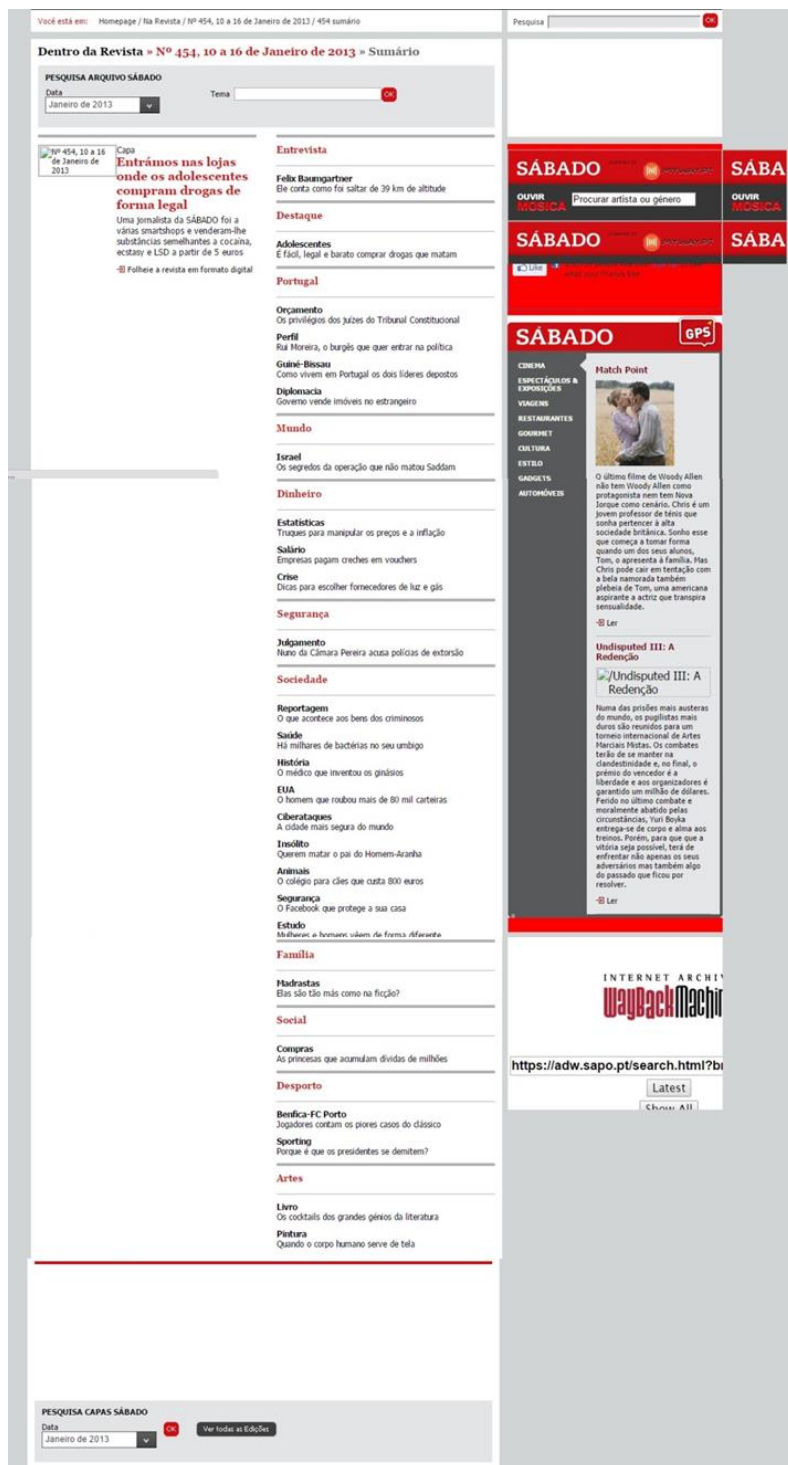 Você está em: Homepage / Na Revista / Nº 454, 10 a 16 de Janeiro de 2013 / 454 sumário
Pesquisa
OK
Dentro da Revista » Nº 454, 10 a 16 de Janeiro de 2013 » Sumário
PESQUISA ARQUIVO SÁBADO
Data
Janeiro de 2013
Tema
OK
Nº 454, 10 a 16
de Janeiro de
2013
Capa
Entrámos nas lojas
onde os adolescentes
compram drogas de
forma legal
Uma jornalista da SÁBADO foi a
várias smartshops e venderam-lhe
substâncias semelhantes a cocaína,
ecstasy e LSD a partir de 5 euros
Folheie a revista em formato digital
Entrevista
Felix Baumgartner
Ele conta como foi saltar de 39 km de altitude
Destaque
Adolescentes
É fácil, legal e barato comprar drogas que matam
Portugal
Orçamento
Os privilégios dos juízes do Tribunal Constitucional
Perfil
Rui Moreira, o burgês que quer entrar na política
Guiné-Bissau
Como vivem em Portugal os dois líderes depostos
Diplomacia
Governo vende imóveis no estrangeiro
Mundo
Israel
Os segredos da operação que não matou Saddam
Dinheiro
Estatísticas
Truques para manipular os preços e a inflação
Salário
Empresas pagam creches em vouchers
Crise
Dicas para escolher fornecedores de luz e gás
Segurança
Julgamento
Nuno da Câmara Pereira acusa polícias de extorsão
Sociedade
Reportagem
O que acontece aos bens dos criminosos
Saúde
Há milhares de bactérias no seu umbigo
História
O médico que inventou os ginásios
EUA
O homem que roubou mais de 80 mil carteiras
Ciberataques
A cidade mais segura do mundo
Insólito
Querem matar o pai do Homem-Aranha
Animais
O colégio para cães que custa 800 euros
Segurança
O Facebook que protege a sua casa
Estudo
Mulheres e homens vêem de forma diferente
Família
Madrastas
Elas são tão más como na ficção?
Social
Compras
As princesas que acumulam dívidas de milhões
Desporto
Benfica-FC Porto
Jogadores contam os piores casos do clássico
Sporting
Porque é que os presidentes se demitem?
Artes
Livro
Os cocktails dos grandes génios da literatura
Pintura
Quando o corpo humano serve de tela
SÁBADO
SÁBA
OUVIR
MÚSICA
Procurar artista ou género
OUVIR
MÚSICA
SÁBADO
SÁBA
Like
SÁBADO
GPS
CINEMA
ESPECTÁCULOS &
EXPOSIÇÕES
VIAGENS
RESTAURANTES
GOURMET
CULTURA
ESTILO
GADGETS
AUTOMÓVEIS
Match Point
O último filme de Woody Allen
não tem Woody Allen como
protagonista nem tem Nova
Iorque como cenário. Chris é um
jovem professor de ténis que
sonha pertencer à alta
sociedade britânica. Sonho esse
que começa a tomar forma
quando um dos seus alunos,
Tom, o apresenta à família. Mas
Chris pode cair em tentação com
a bela namorada também
plebeia de Tom, uma americana
aspirante a actriz que transpira
sensualidade.
Ler
Undisputed III: A
Redenção
/Undisputed III: A
Redenção
Numa das prisões mais austeras
do mundo, os pugilistas mais
duros são reunidos para um
torneio internacional de Artes
Marciais Mistas. Os combates
terão de se manter na
clandestinidade e, no final, o
prémio do vencedor é a
liberdade e aos organizadores é
garantido um milhão de dólares.
Ferido no último combate e
moralmente abatido pelas
circunstâncias, Yuri Boyka
entrega-se de corpo e alma aos
treinos. Porém, para que que a
vitória seja possível, terá de
enfrentar não apenas os seus
adversários mas também algo
do passado que ficou por
resolver.
Ler
INTERNET ARCHIV
WayBackMachin
https://adw.sapo.pt/search.html?br
Latest
Show All
PESQUISA CAPAS SÁBADO
Data
Janeiro de 2013
OK
Ver todas as Edições